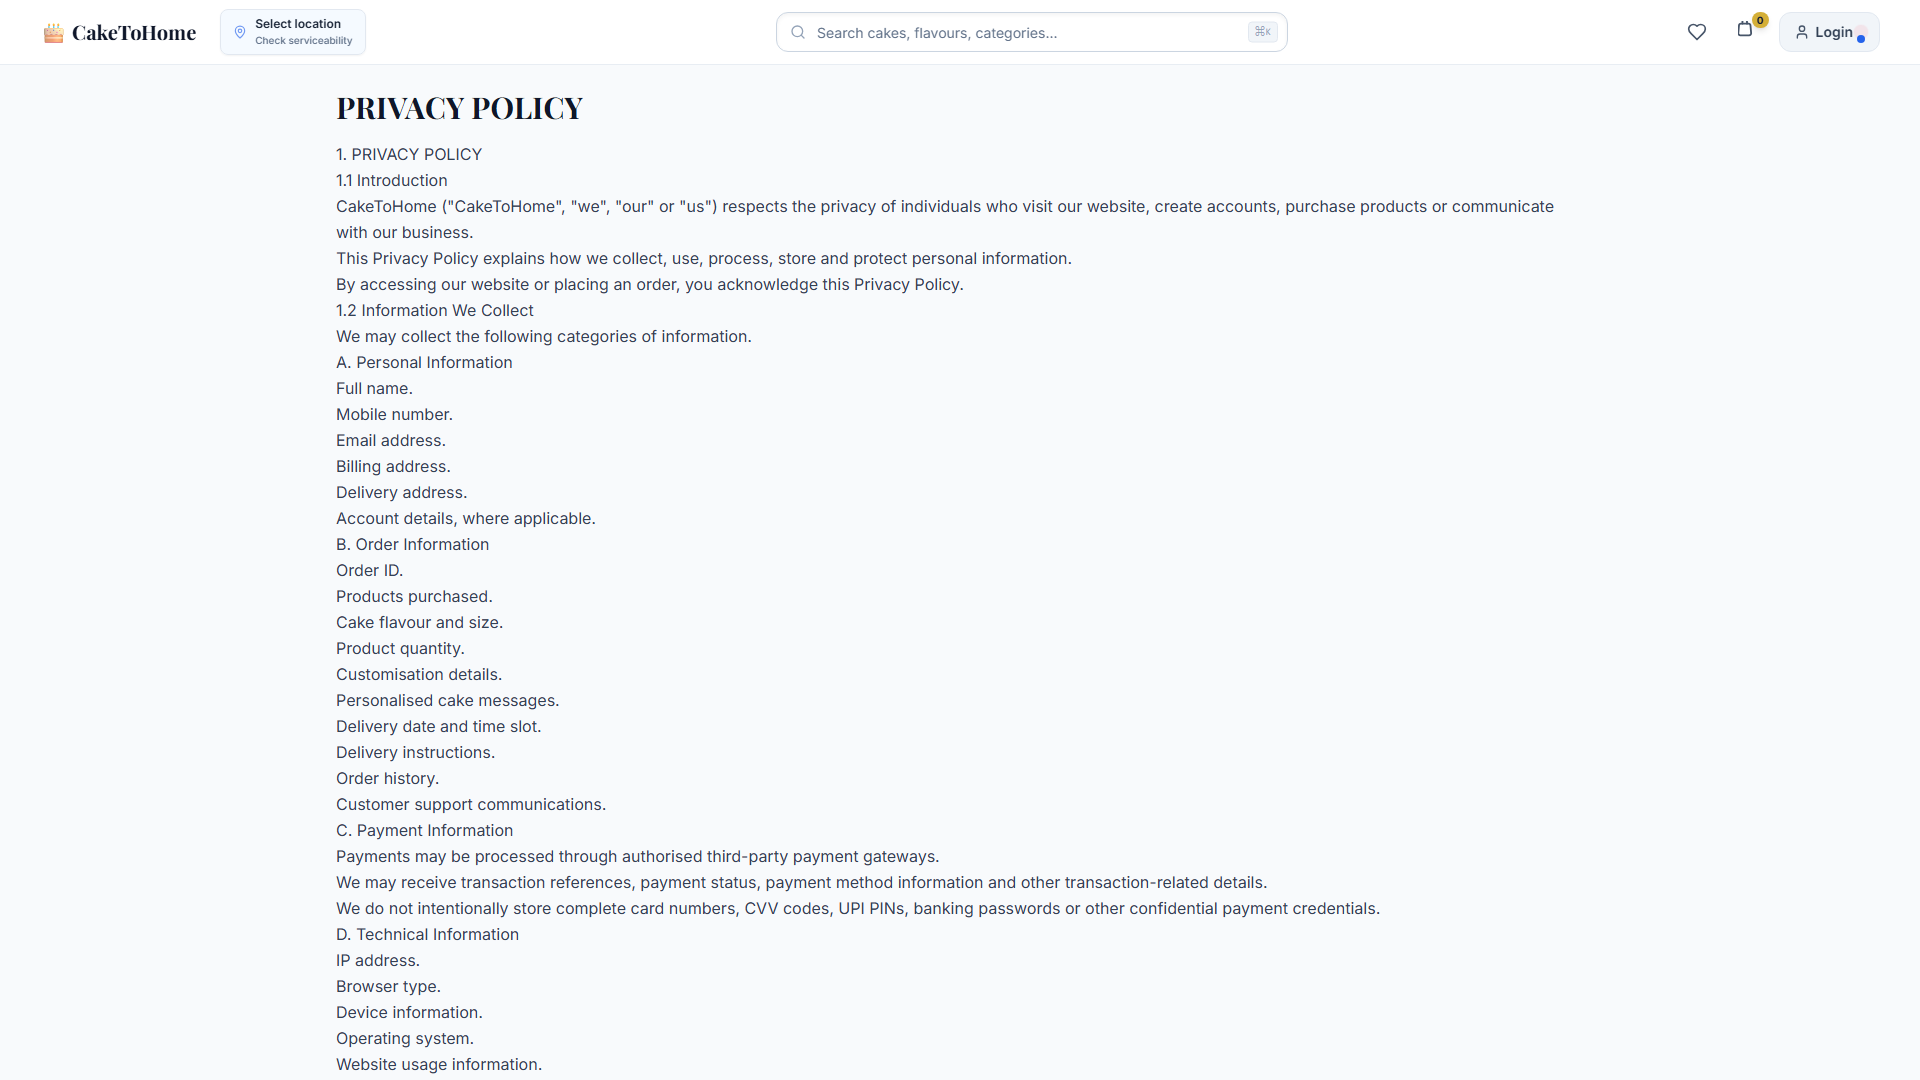 CakeToHome
Select location
Check serviceability
Search cakes, flavours, categories...
⌘K
0
Login
PRIVACY POLICY
1. PRIVACY POLICY
1.1 Introduction
CakeToHome ("CakeToHome", "we", "our" or "us") respects the privacy of individuals who visit our website, create accounts, purchase products or communicate
with our business.
This Privacy Policy explains how we collect, use, process, store and protect personal information.
By accessing our website or placing an order, you acknowledge this Privacy Policy.
1.2 Information We Collect
We may collect the following categories of information.
A. Personal Information
Full name.
Mobile number.
Email address.
Billing address.
Delivery address.
Account details, where applicable.
B. Order Information
Order ID.
Products purchased.
Cake flavour and size.
Product quantity.
Customisation details.
Personalised cake messages.
Delivery date and time slot.
Delivery instructions.
Order history.
Customer support communications.
C. Payment Information
Payments may be processed through authorised third-party payment gateways.
We may receive transaction references, payment status, payment method information and other transaction-related details.
We do not intentionally store complete card numbers, CVV codes, UPI PINs, banking passwords or other confidential payment credentials.
D. Technical Information
IP address.
Browser type.
Device information.
Operating system.
Website usage information.